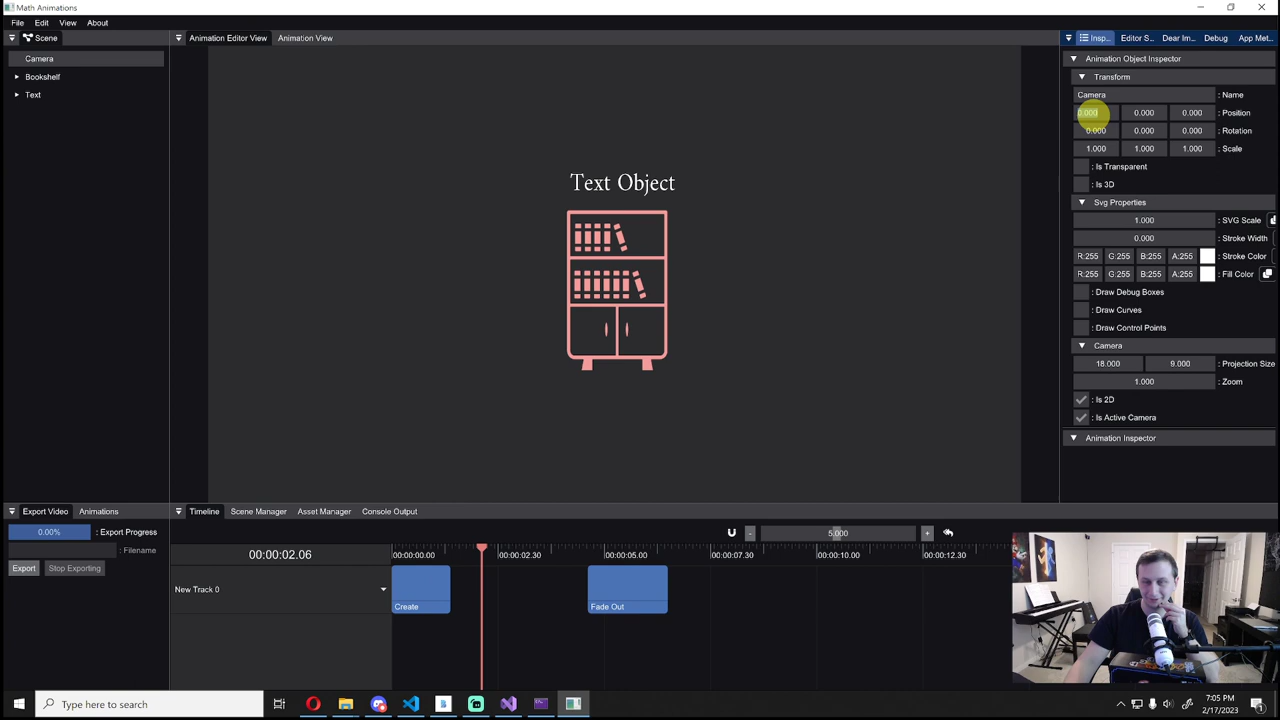 Math Animations
File Edit View About
Scene
Animation Editor View Animation View
Insp... Editor S... Dear Im... Debug App Met...
Camera
Bookshelf
Text
Text Object
Animation Object Inspector
Transform
Camera : Name
0.000 0.000 0.000 : Position
0.000 0.000 0.000 : Rotation
1.000 1.000 1.000 : Scale
: Is Transparent
: Is 3D
Svg Properties
1.000 : SVG Scale
0.000 : Stroke Width
R:255 G:255 B:255 A:255 : Stroke Color
R:255 G:255 B:255 A:255 : Fill Color
: Draw Debug Boxes
: Draw Curves
: Draw Control Points
Camera
18.000 9.000 : Projection Size
1.000 : Zoom
: Is 2D
: Is Active Camera
Animation Inspector
Export Video Animations
0.00% : Export Progress
: Filename
Export Stop Exporting
Timeline Scene Manager Asset Manager Console Output
- 5.000 +
00:00:02.06
00:00:00.00 00:00:02.30 00:00:05.00 00:00:07.30 00:00:10.00 00:00:12.30
New Track 0
Create Fade Out
Type here to search
7:05 PM
2/17/2023
1